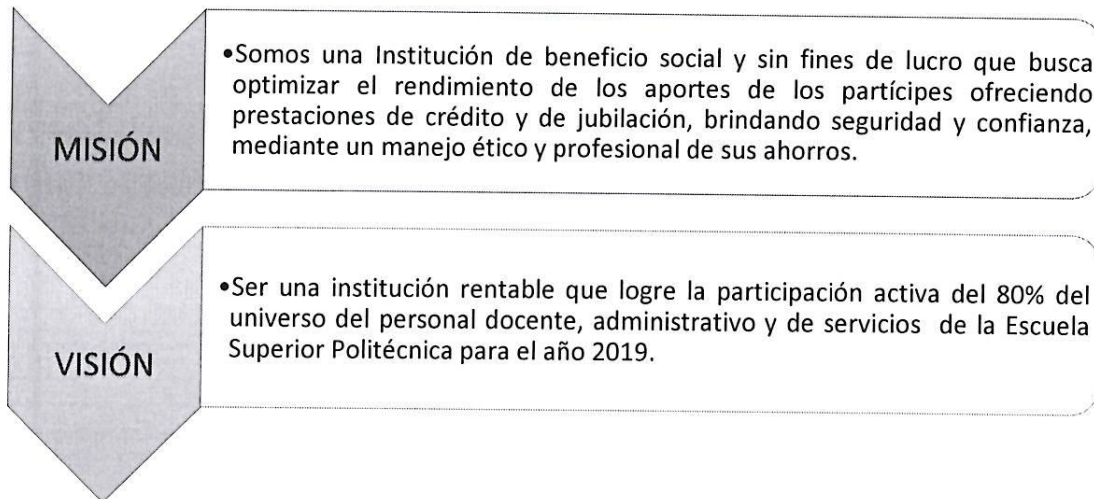 MISIÓN
•Somos una Institución de beneficio social y sin fines de lucro que busca
optimizar el rendimiento de los aportes de los partícipes ofreciendo
prestaciones de crédito y de jubilación, brindando seguridad y confianza,
mediante un manejo ético y profesional de sus ahorros.
VISIÓN
•Ser una institución rentable que logre la participación activa del 80% del
universo del personal docente, administrativo y de servicios de la Escuela
Superior Politécnica para el año 2019.